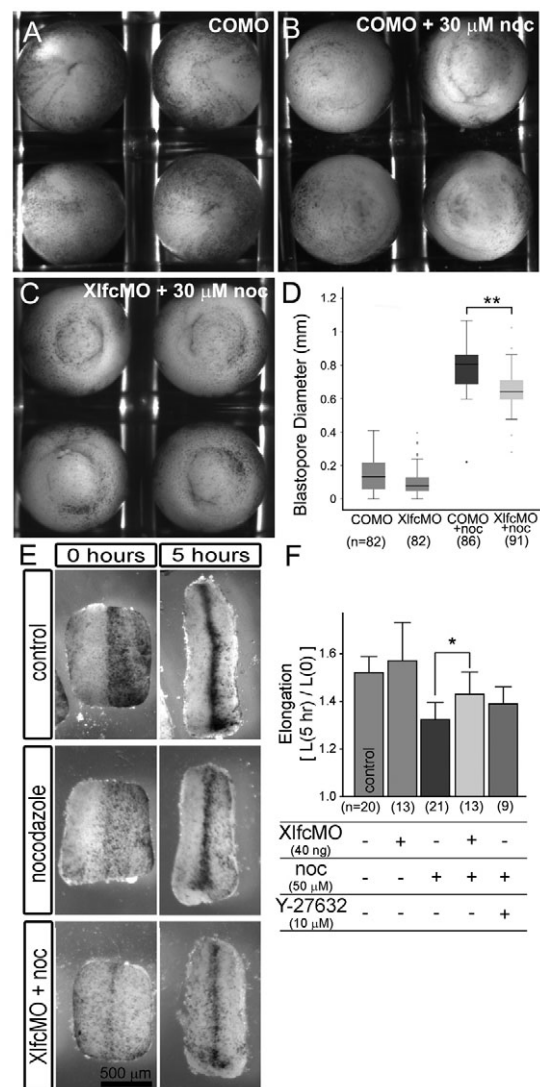 A
COMO
B
COMO + 30 µM noc
C
XlfcMO + 30 µM noc
D
Blastopore Diameter (mm)
1.2
1.0
0.8
0.6
0.4
0.2
0
**
COMO
XlfcMO
COMO
+noc
XlfcMO
+noc
(n=82)
(82)
(86)
(91)
E
0 hours
5 hours
control
nocodazole
XlfcMO + noc
500 µm
F
Elongation
[ L(5 hr) / L(0) ]
1.6
1.4
1.2
1.0
*
control
(n=20)
(13)
(21)
(13)
(9)
XlfcMO
(40 ng)
- + - + -
noc
(50 µM)
- - + + +
Y-27632
(10 µM)
- - - - +